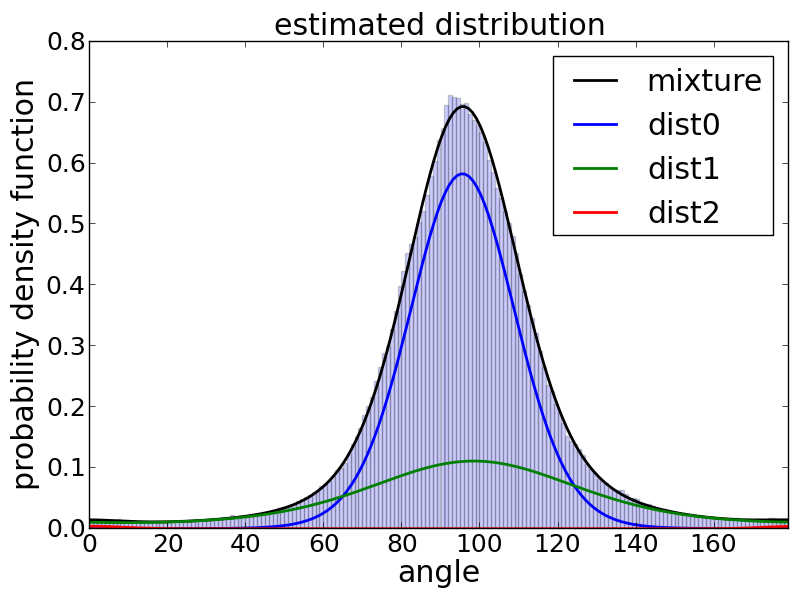 estimated distribution
probability density function
0.8
0.7
0.6
0.5
0.4
0.3
0.2
0.1
0.0
mixture
dist0
dist1
dist2
0 20 40 60 80 100 120 140 160
angle